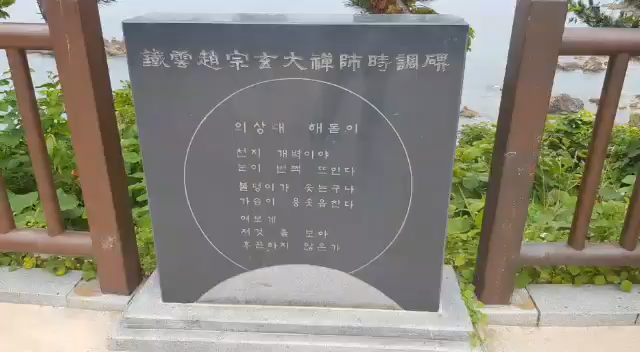 鐵雲趙宗玄大禪師時調碑
의상대 해돋이
천지 개벽이야
눈이 번쩍 뜨인다
불덩이가 솟는구나
가슴이 용솟음친다
여보게
저것 좀 보아
후끈하지 않은가